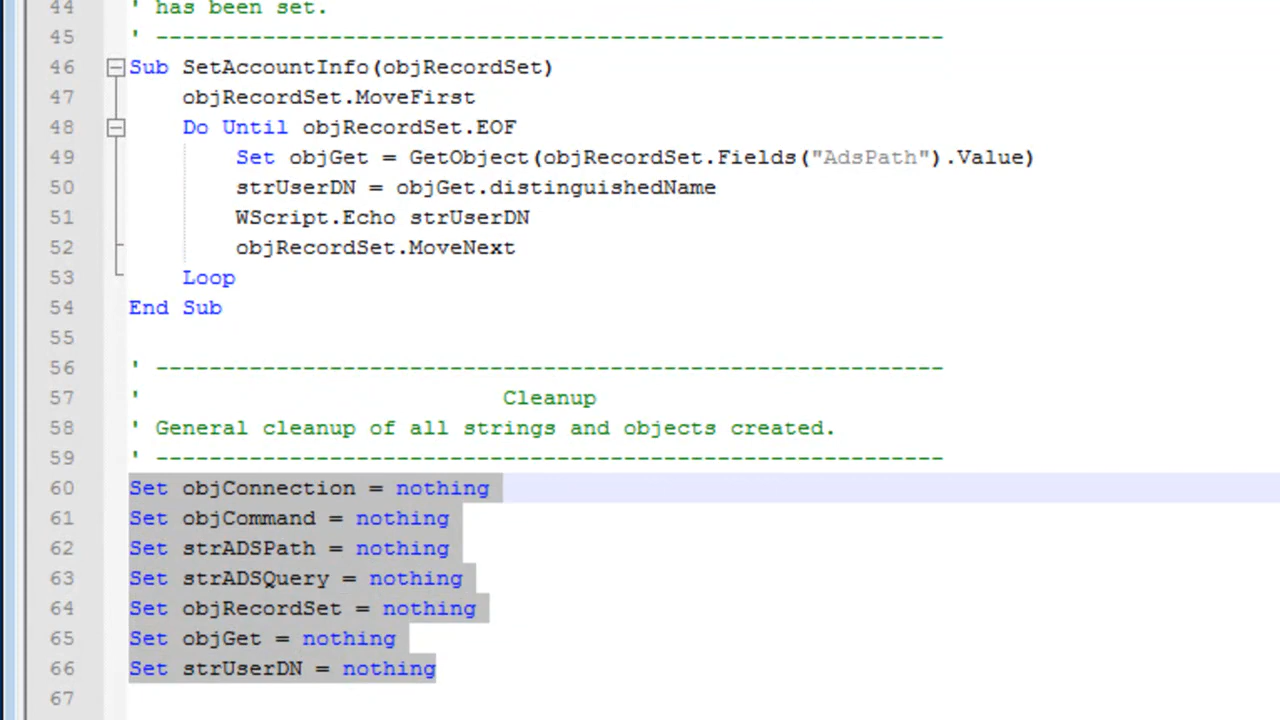 44 ' has been set.
45 ' -----------------------------------------------------------
46 Sub SetAccountInfo(objRecordSet)
47 objRecordSet.MoveFirst
48 Do Until objRecordSet.EOF
49 Set objGet = GetObject(objRecordSet.Fields("AdsPath").Value)
50 strUserDN = objGet.distinguishedName
51 WScript.Echo strUserDN
52 objRecordSet.MoveNext
53 Loop
54 End Sub
55
56 ' -----------------------------------------------------------
57 ' Cleanup
58 ' General cleanup of all strings and objects created.
59 ' -----------------------------------------------------------
60 Set objConnection = nothing
61 Set objCommand = nothing
62 Set strADSPath = nothing
63 Set strADSQuery = nothing
64 Set objRecordSet = nothing
65 Set objGet = nothing
66 Set strUserDN = nothing
67